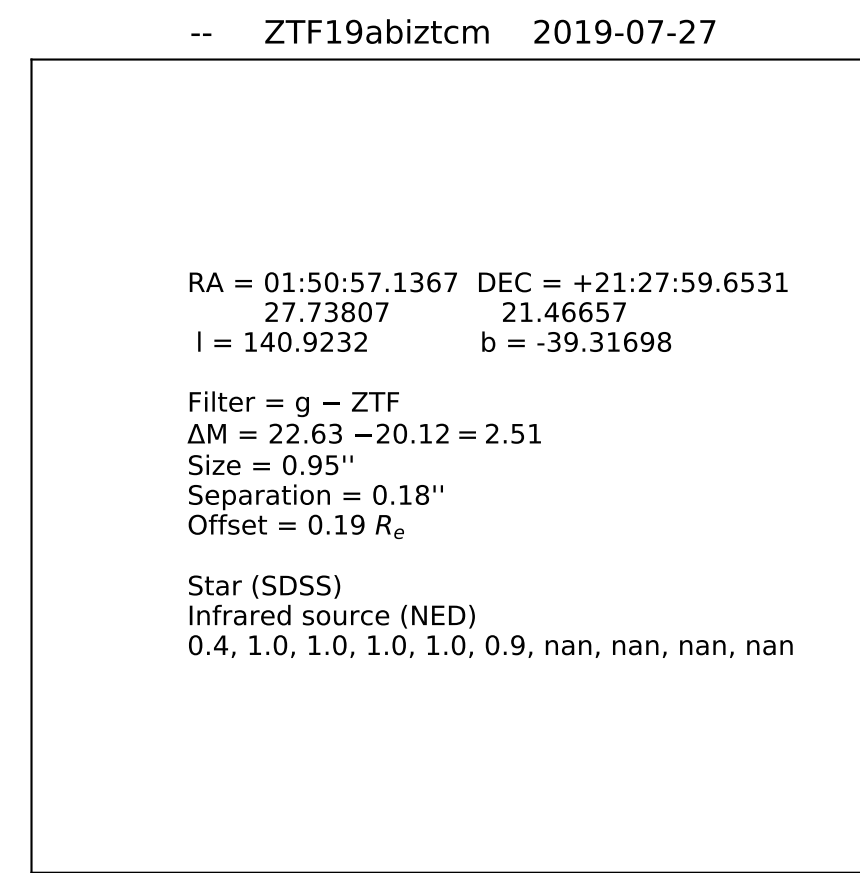 --     ZTF19abiztcm    2019-07-27
RA = 01:50:57.1367  DEC = +21:27:59.6531
27.73807    21.46657
l = 140.9232    b = -39.31698
Filter = g − ZTF
ΔM = 22.63 −20.12 = 2.51
Size = 0.95''
Separation = 0.18''
Offset = 0.19 Rₑ
Star (SDSS)
Infrared source (NED)
0.4, 1.0, 1.0, 1.0, 1.0, 0.9, nan, nan, nan, nan